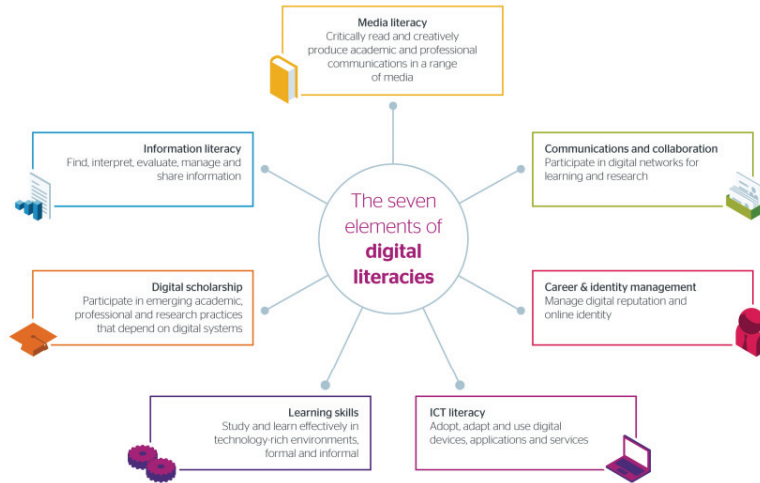 Media literacy
Critically read and creatively
produce academic and professional
communications in a range
of media
Information literacy
Find, interpret, evaluate, manage and
share information
Communications and collaboration
Participate in digital networks for
learning and research
The seven
elements of
digital
literacies
Digital scholarship
Participate in emerging academic,
professional and research practices
that depend on digital systems
Career & identity management
Manage digital reputation and
online identity
Learning skills
Study and learn effectively in
technology-rich environments,
formal and informal
ICT literacy
Adopt, adapt and use digital
devices, applications and services